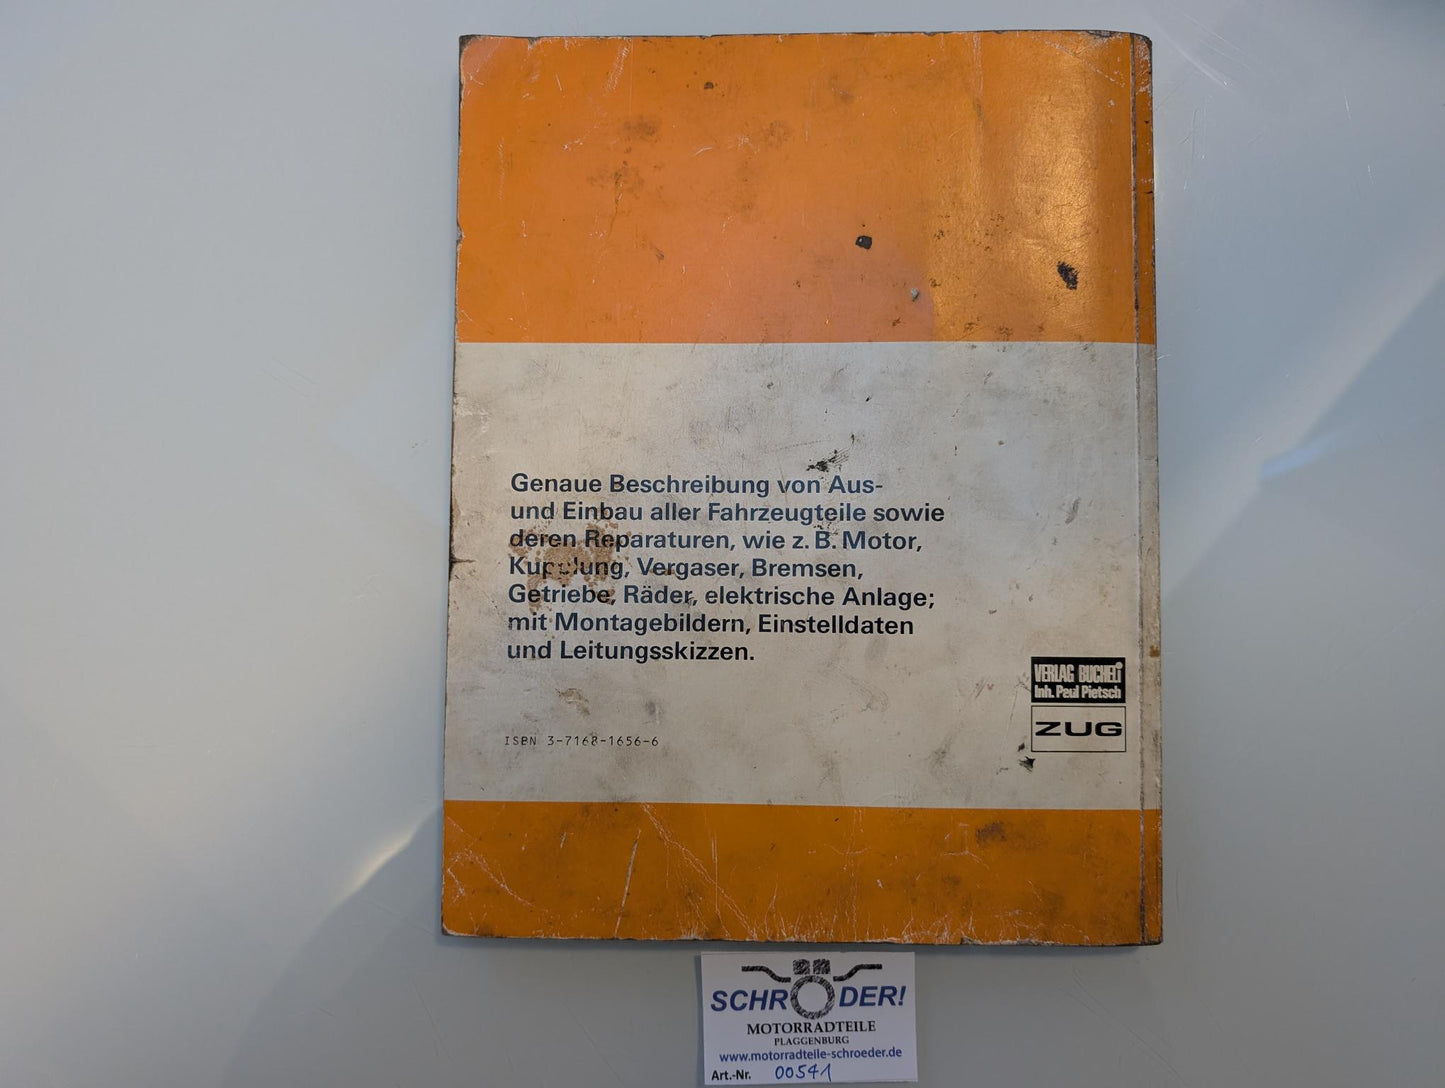 Genaue Beschreibung von Aus-
und Einbau aller Fahrzeugteile sowie
deren Reparaturen, wie z. B. Motor,
Kupplung, Vergaser, Bremsen,
Getriebe, Räder, elektrische Anlage;
mit Montagebildern, Einstelldaten
und Leitungsskizzen.
VERLAG BUCHELI
Inh. Paul Pietsch
ZUG
ISBN 3-7168-1656-6
SCHRÖDER!
MOTORRADTEILE
PLAGGENBURG
www.motorradteile-schroeder.de
Art.-Nr. 00541